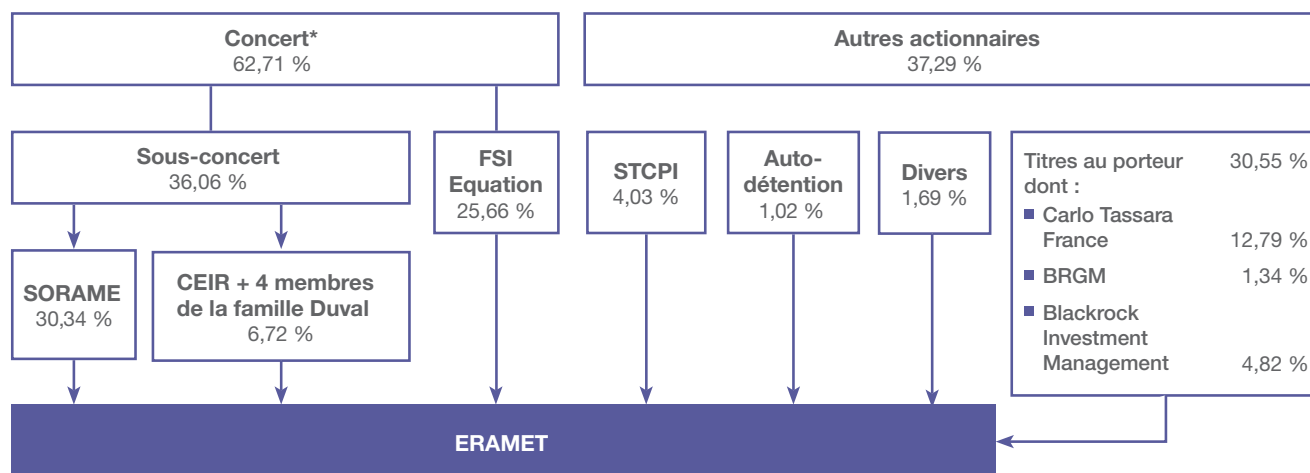 Concert*
62,71 %
Autres actionnaires
37,29 %
Sous-concert
36,06 %
FSI
Equation
25,66 %
STCPI
4,03 %
Auto-
détention
1,02 %
Divers
1,69 %
Titres au porteur 30,55 %
dont :
■ Carlo Tassara
France 12,79 %
■ BRGM 1,34 %
■ Blackrock
Investment
Management 4,82 %
SORAME
30,34 %
CEIR + 4 membres
de la famille Duval
6,72 %
ERAMET